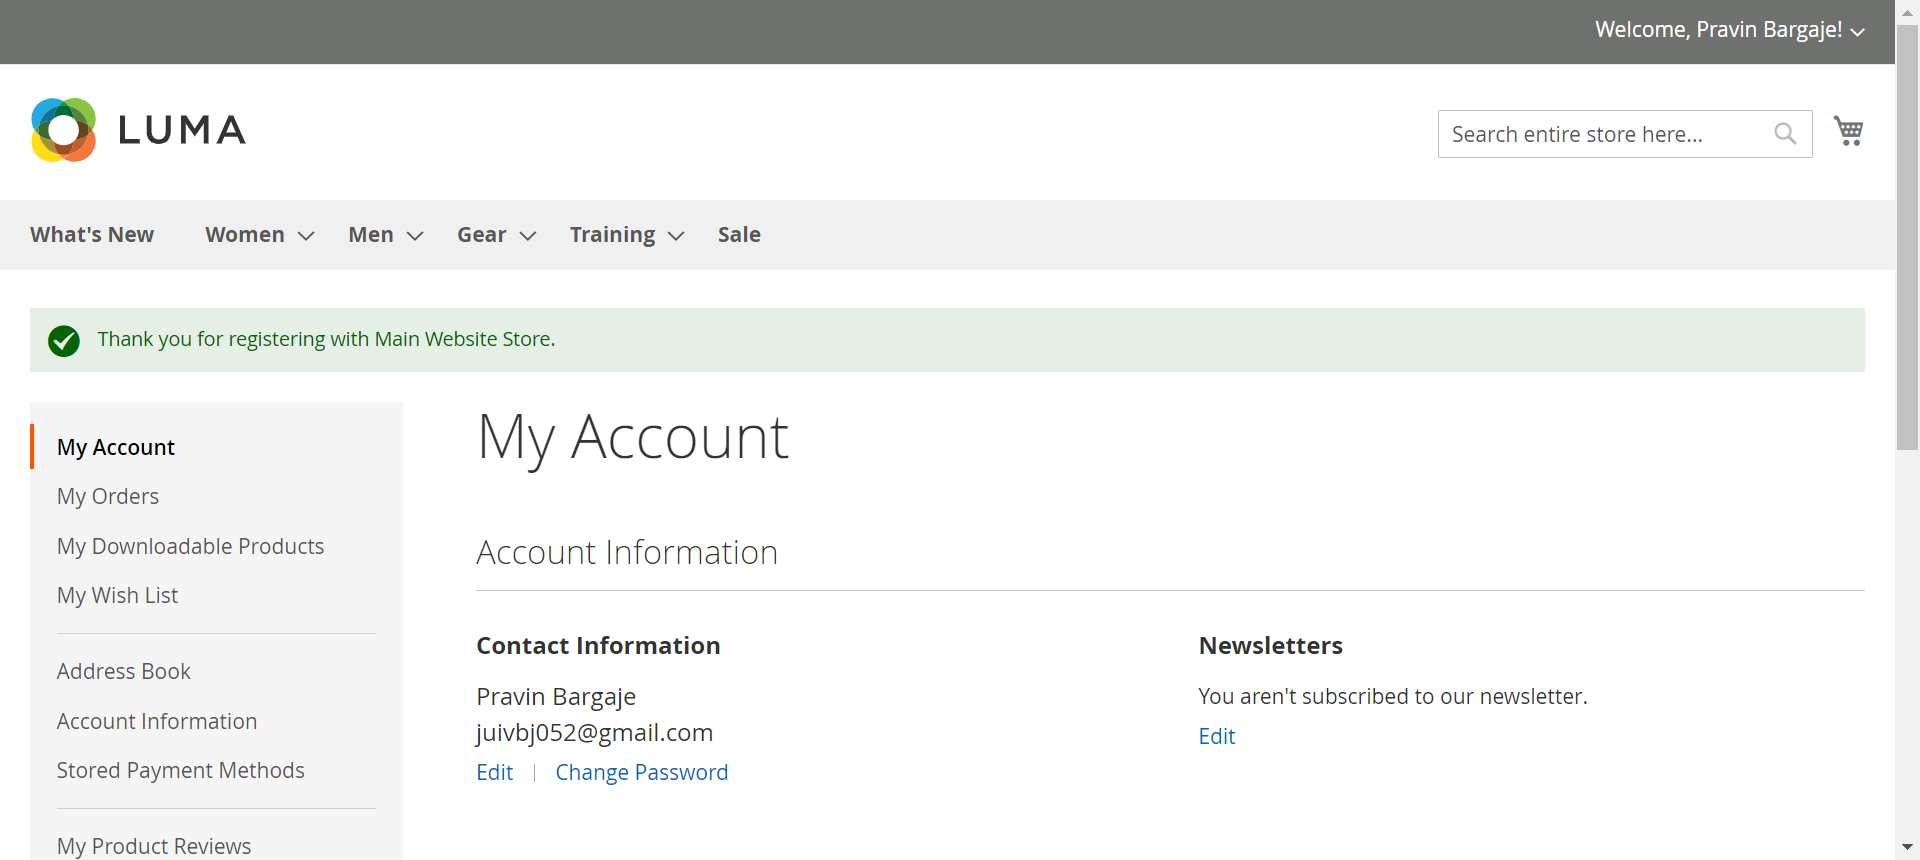 Welcome, Pravin Bargaje!
LUMA
Search entire store here...
What's New Women Men Gear Training Sale
Thank you for registering with Main Website Store.
My Account
My Orders
My Downloadable Products
My Wish List
Address Book
Account Information
Stored Payment Methods
My Product Reviews
My Account
Account Information
Contact Information
Pravin Bargaje
juivbj052@gmail.com
Edit | Change Password
Newsletters
You aren't subscribed to our newsletter.
Edit